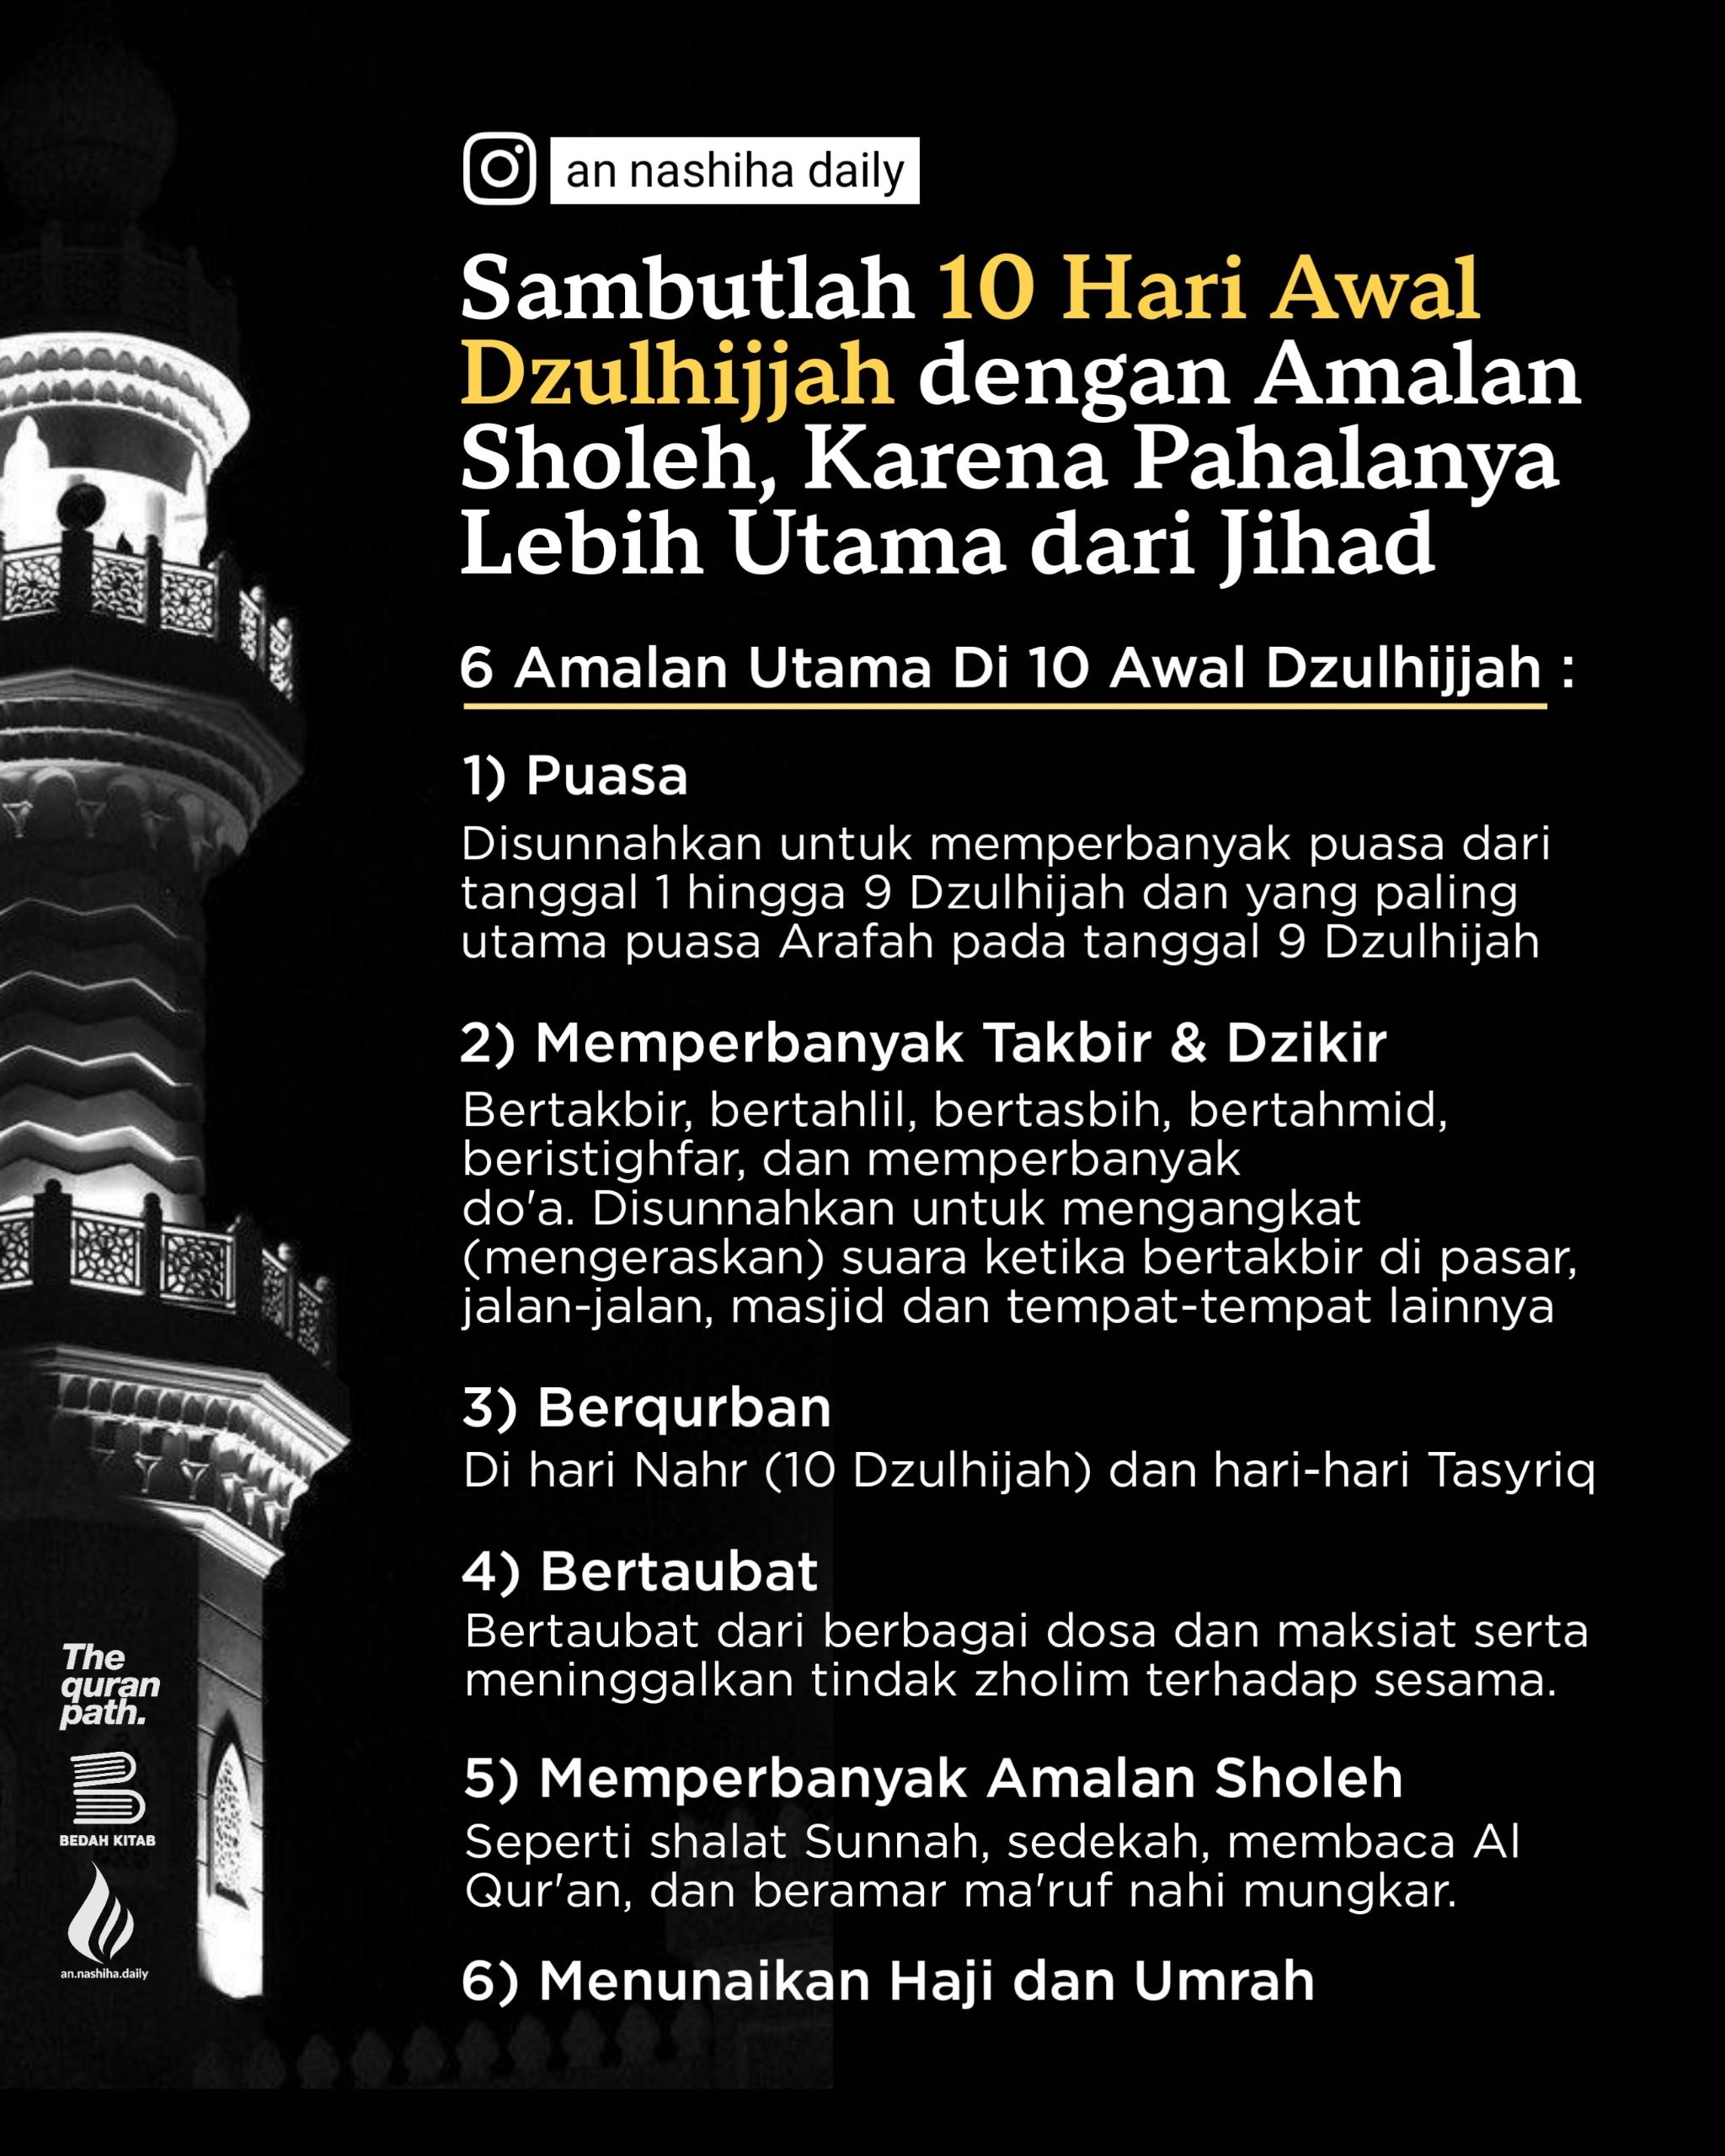 an nashiha daily
Sambutlah 10 Hari Awal
Dzulhijjah dengan Amalan
Sholeh, Karena Pahalanya
Lebih Utama dari Jihad
6 Amalan Utama Di 10 Awal Dzulhijjah :
1) Puasa
Disunnahkan untuk memperbanyak puasa dari
tanggal 1 hingga 9 Dzulhijah dan yang paling
utama puasa Arafah pada tanggal 9 Dzulhijah
2) Memperbanyak Takbir & Dzikir
Bertakbir, bertahlil, bertasbih, bertahmid,
beristighfar, dan memperbanyak
do'a. Disunnahkan untuk mengangkat
(mengeraskan) suara ketika bertakbir di pasar,
jalan-jalan, masjid dan tempat-tempat lainnya
3) Berqurban
Di hari Nahr (10 Dzulhijah) dan hari-hari Tasyriq
4) Bertaubat
Bertaubat dari berbagai dosa dan maksiat serta
meninggalkan tindak zholim terhadap sesama.
5) Memperbanyak Amalan Sholeh
Seperti shalat Sunnah, sedekah, membaca Al
Qur'an, dan beramar ma'ruf nahi mungkar.
6) Menunaikan Haji dan Umrah
The
quran
path.
BEDAH KITAB
an.nashiha.daily